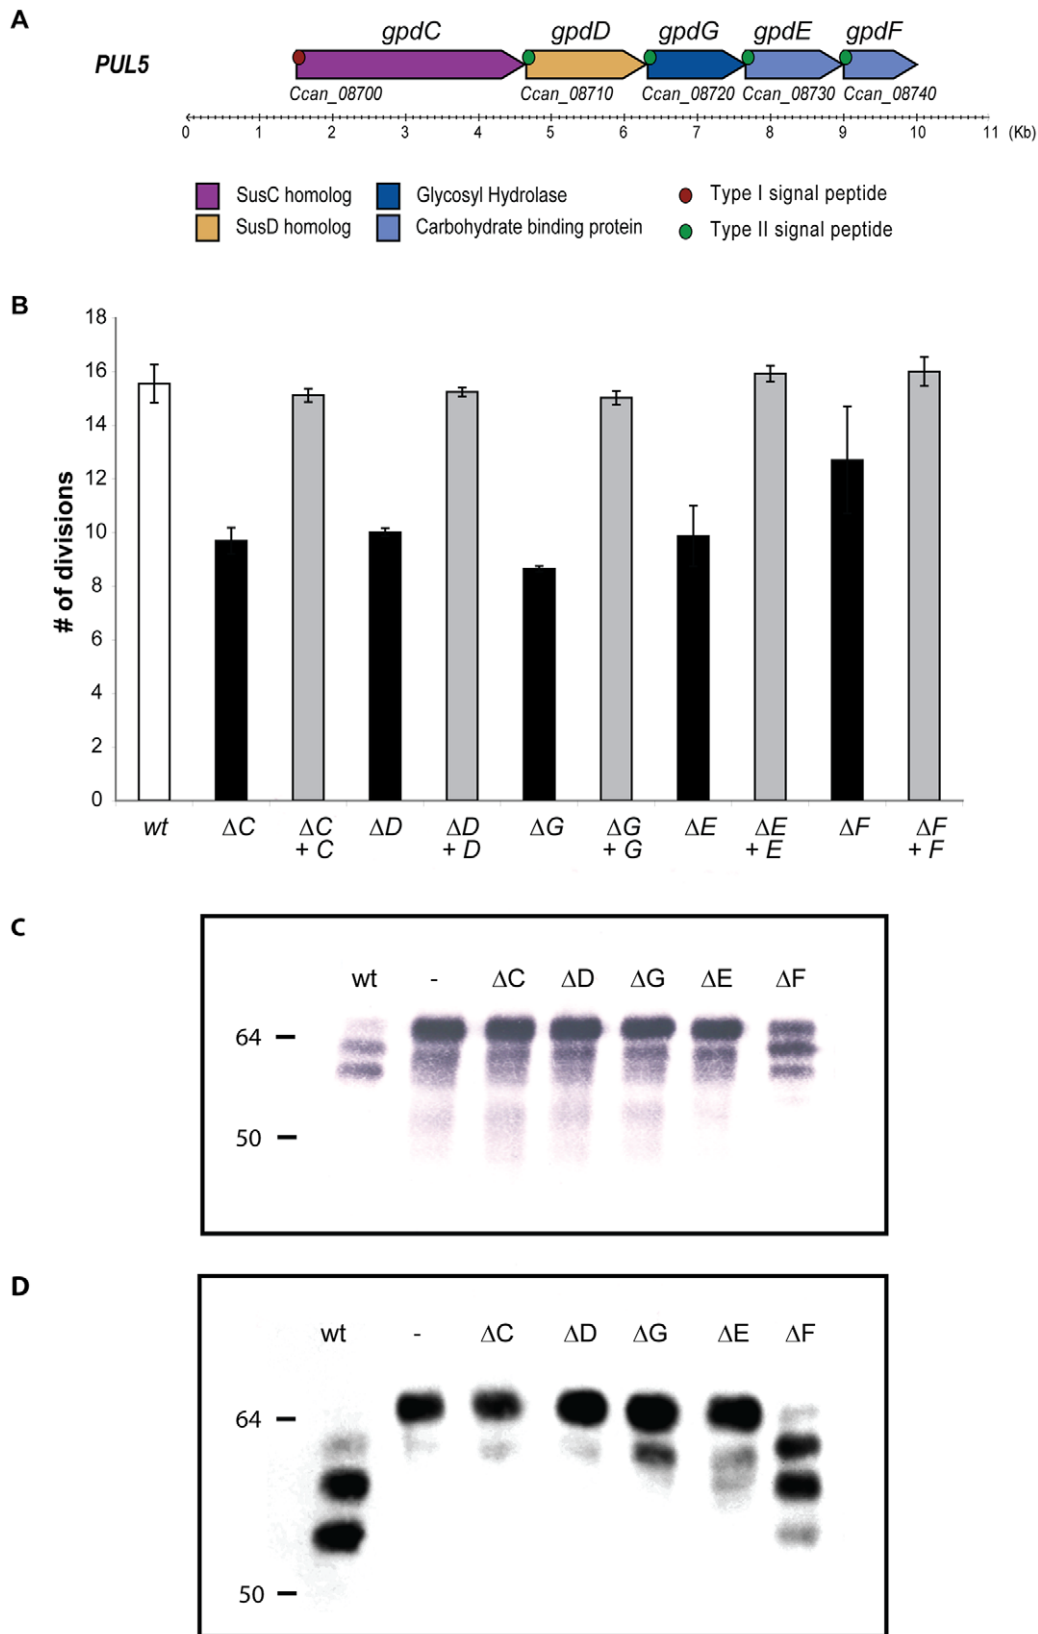 A
gpdC gpdD gpdG gpdE gpdF
PUL5
Ccan_08700 Ccan_08710 Ccan_08720 Ccan_08730 Ccan_08740
0 1 2 3 4 5 6 7 8 9 10 11 (Kb)
SusC homolog Glycosyl Hydrolase Type I signal peptide
SusD homolog Carbohydrate binding protein Type II signal peptide
B
# of divisions
18
16
14
12
10
8
6
4
2
0
wt ΔC ΔC ΔD ΔD ΔG ΔG ΔE ΔE ΔF ΔF
+ C + D + G + E + F
C
wt - ΔC ΔD ΔG ΔE ΔF
64
50
D
wt - ΔC ΔD ΔG ΔE ΔF
64
50